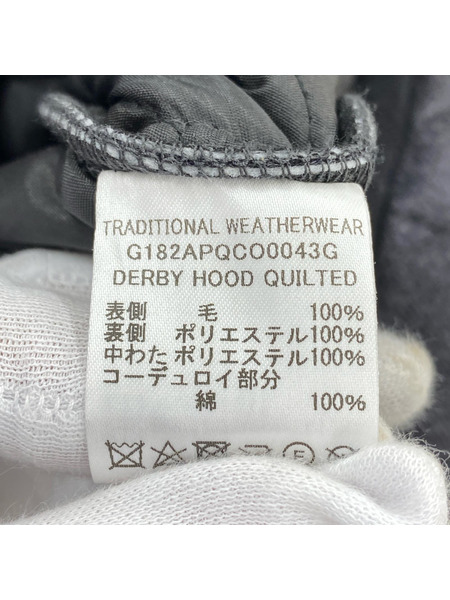 TRADITIONAL WEATHERWEAR
G182APQCO0043G
DERBY HOOD QUILTED
表側 毛 100%
裏側 ポリエステル100%
中わた ポリエステル100%
コーデュロイ部分
綿 100%